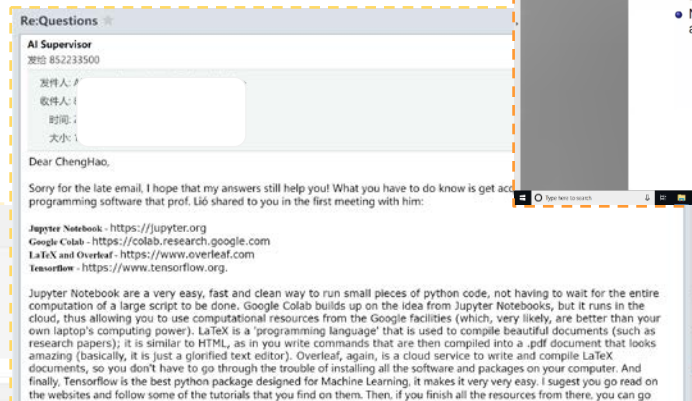 Re:Questions
AI Supervisor
发给 852233500
发件人:
收件人:
时间:
大小:
Dear ChengHao,
Sorry for the late email, I hope that my answers still help you! What you have to do know is get
programming software that prof. Lió shared to you in the first meeting with him:
Jupyter Notebook - https://jupyter.org
Google Colab - https://colab.research.google.com
LaTeX and Overleaf - https://www.overleaf.com
Tensorflow - https://www.tensorflow.org.
Jupyter Notebook are a very easy, fast and clean way to run small pieces of python code, not having to wait for the entire
computation of a large script to be done. Google Colab builds up on the idea from Jupyter Notebooks, but it runs in the
cloud, thus allowing you to use computational resources from the Google facilities (which, very likely, are better than your
own laptop's computing power). LaTeX is a 'programming language' that is used to compile beautiful documents (such as
research papers); it is similar to HTML, as in you write commands that are then compiled into a .pdf document that looks
amazing (basically, it is just a glorified text editor). Overleaf, again, is a cloud service to write and compile LaTeX
documents, so you don't have to go through the trouble of installing all the software and packages on your computer. And
finally, Tensorflow is the best python package designed for Machine Learning, it makes it very very easy. I sugest you go read on
the websites and follow some of the tutorials that you find on them. Then, if you finish all the resources from there, you can go
Type here to search